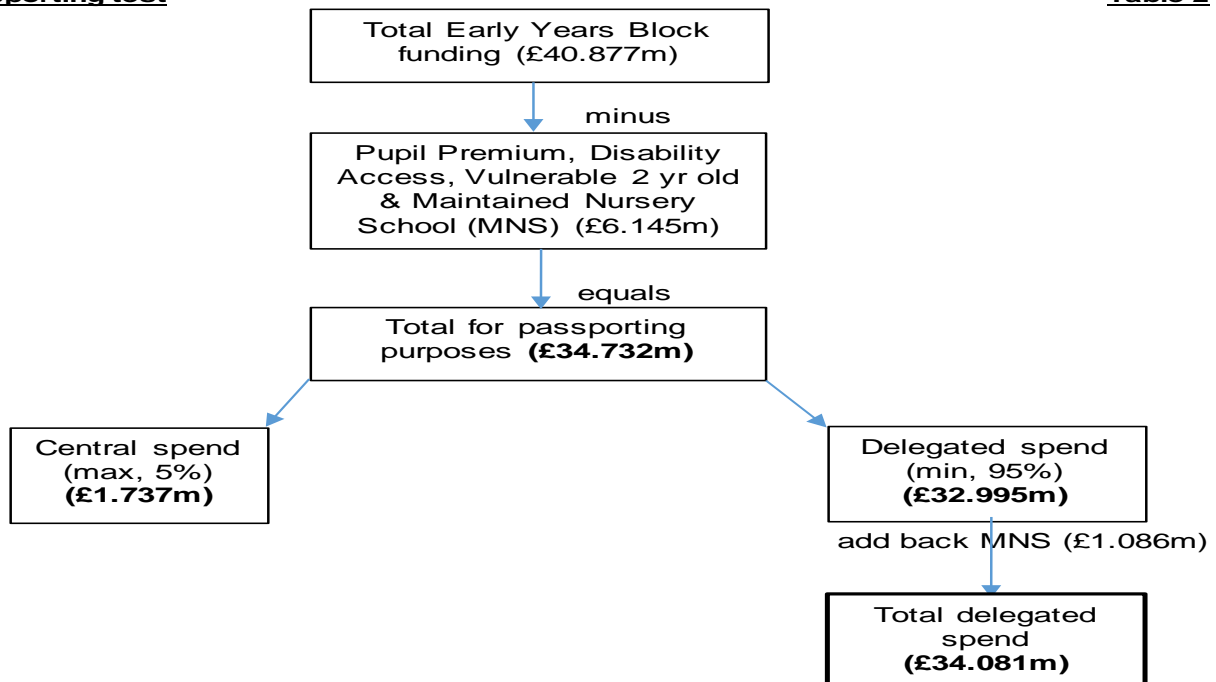 Table 2
Total Early Years Block
funding (£40.877m)
minus
Pupil Premium, Disability
Access, Vulnerable 2 yr old
& Maintained Nursery
School (MNS) (£6.145m)
equals
Total for passporting
purposes (£34.732m)
Central spend
(max, 5%)
(£1.737m)
Delegated spend
(min, 95%)
(£32.995m)
add back MNS (£1.086m)
Total delegated
spend
(£34.081m)